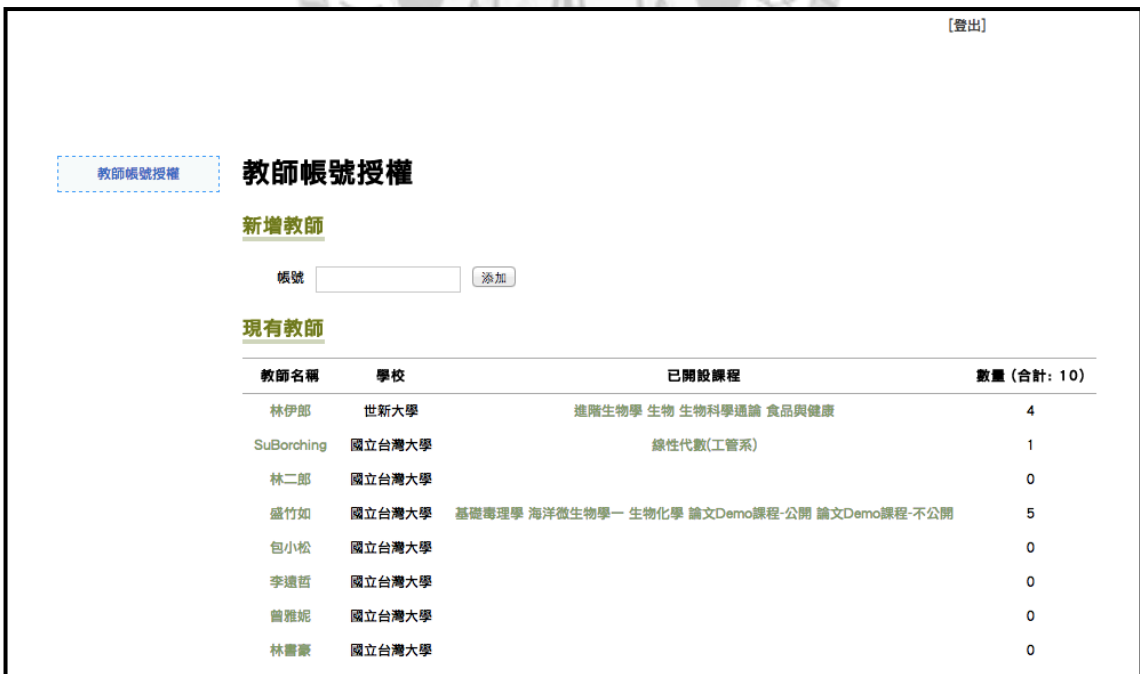 [登出]
教師帳號授權
教師帳號授權
新增教師
帳號 添加
現有教師
教師名稱 學校 已開設課程 數量 (合計: 10)
林伊郎 世新大學 進階生物學 生物 生物科學通論 食品與健康 4
SuBorching 國立台灣大學 線性代數(工管系) 1
林二郎 國立台灣大學 0
盛竹如 國立台灣大學 基礎毒理學 海洋微生物學一 生物化學 論文Demo課程-公開 論文Demo課程-不公開 5
包小松 國立台灣大學 0
李遠哲 國立台灣大學 0
曾雅妮 國立台灣大學 0
林書豪 國立台灣大學 0